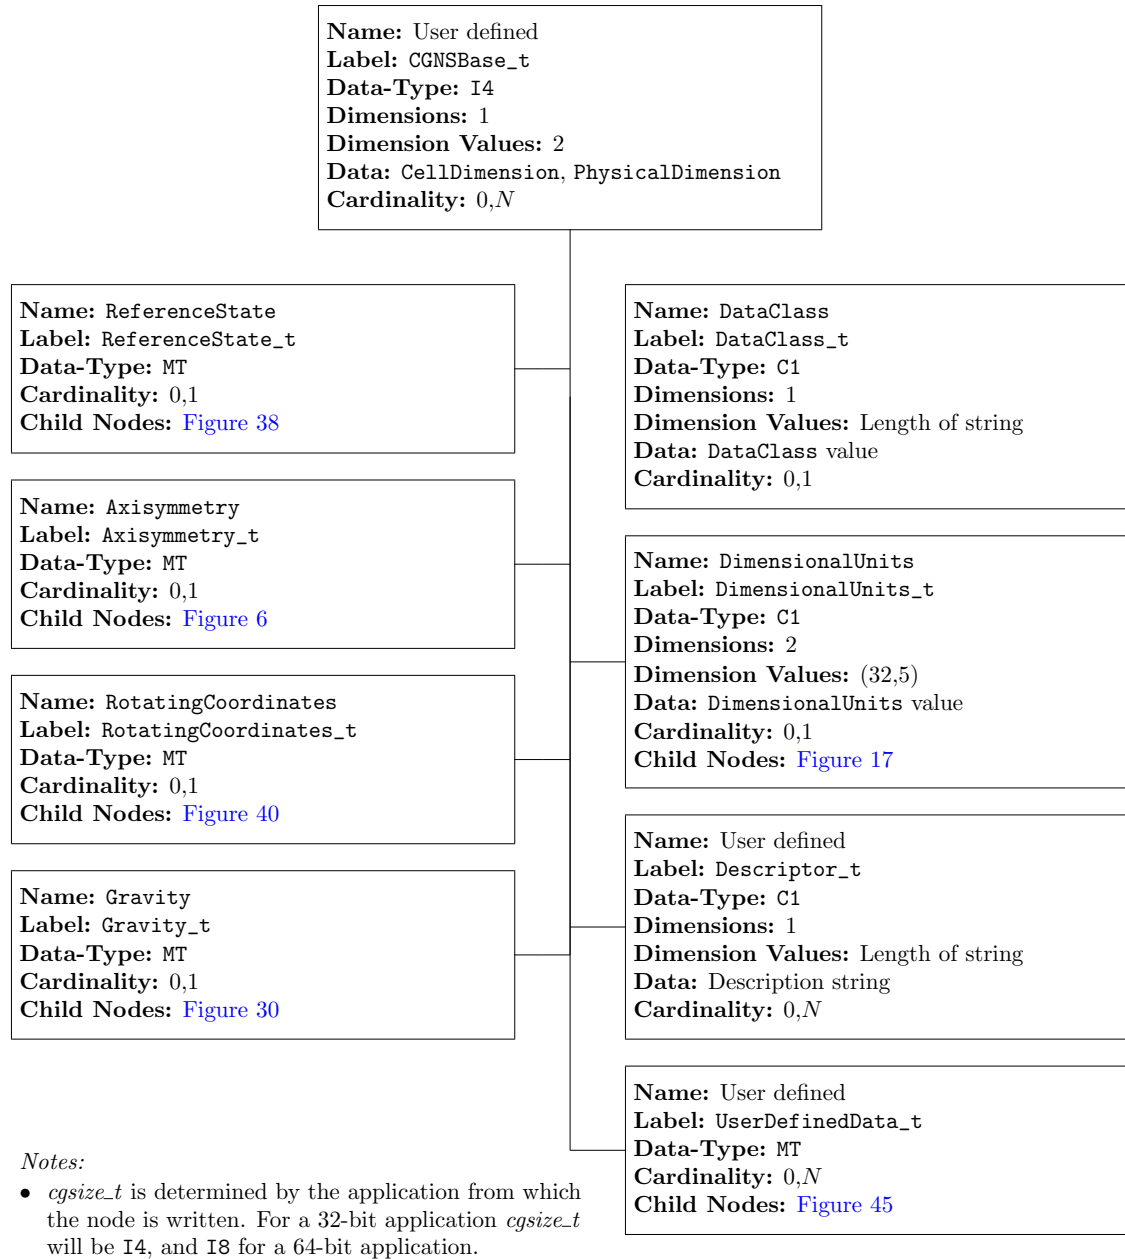 Name: User defined
Label: CGNSBase_t
Data-Type: I4
Dimensions: 1
Dimension Values: 2
Data: CellDimension, PhysicalDimension
Cardinality: 0,N
Name: ReferenceState
Label: ReferenceState_t
Data-Type: MT
Cardinality: 0,1
Child Nodes: Figure 38
Name: Axisymmetry
Label: Axisymmetry_t
Data-Type: MT
Cardinality: 0,1
Child Nodes: Figure 6
Name: RotatingCoordinates
Label: RotatingCoordinates_t
Data-Type: MT
Cardinality: 0,1
Child Nodes: Figure 40
Name: Gravity
Label: Gravity_t
Data-Type: MT
Cardinality: 0,1
Child Nodes: Figure 30
Name: DataClass
Label: DataClass_t
Data-Type: C1
Dimensions: 1
Dimension Values: Length of string
Data: DataClass value
Cardinality: 0,1
Name: DimensionalUnits
Label: DimensionalUnits_t
Data-Type: C1
Dimensions: 2
Dimension Values: (32,5)
Data: DimensionalUnits value
Cardinality: 0,1
Child Nodes: Figure 17
Name: User defined
Label: Descriptor_t
Data-Type: C1
Dimensions: 1
Dimension Values: Length of string
Data: Description string
Cardinality: 0,N
Name: User defined
Label: UserDefinedData_t
Data-Type: MT
Cardinality: 0,N
Child Nodes: Figure 45
Notes:
• cgsize_t is determined by the application from which
the node is written. For a 32-bit application cgsize_t
will be I4, and I8 for a 64-bit application.